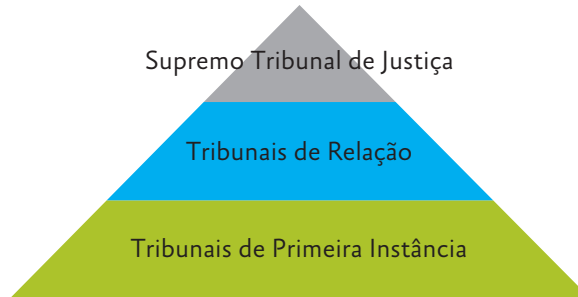 Supremo Tribunal de Justiça
Tribunais de Relação
Tribunais de Primeira Instância